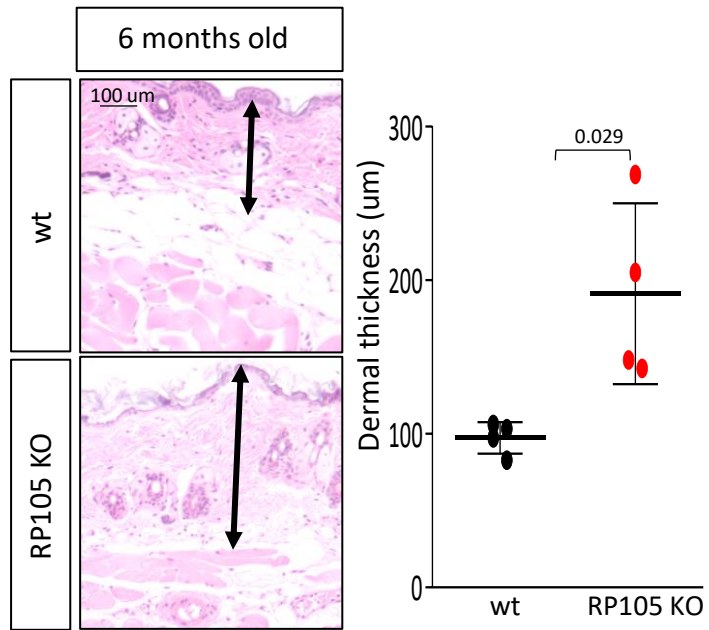 6 months old
wt
100 um
RP105 KO
Dermal thickness (um)
300
200
100
0
0.029
wt
RP105 KO